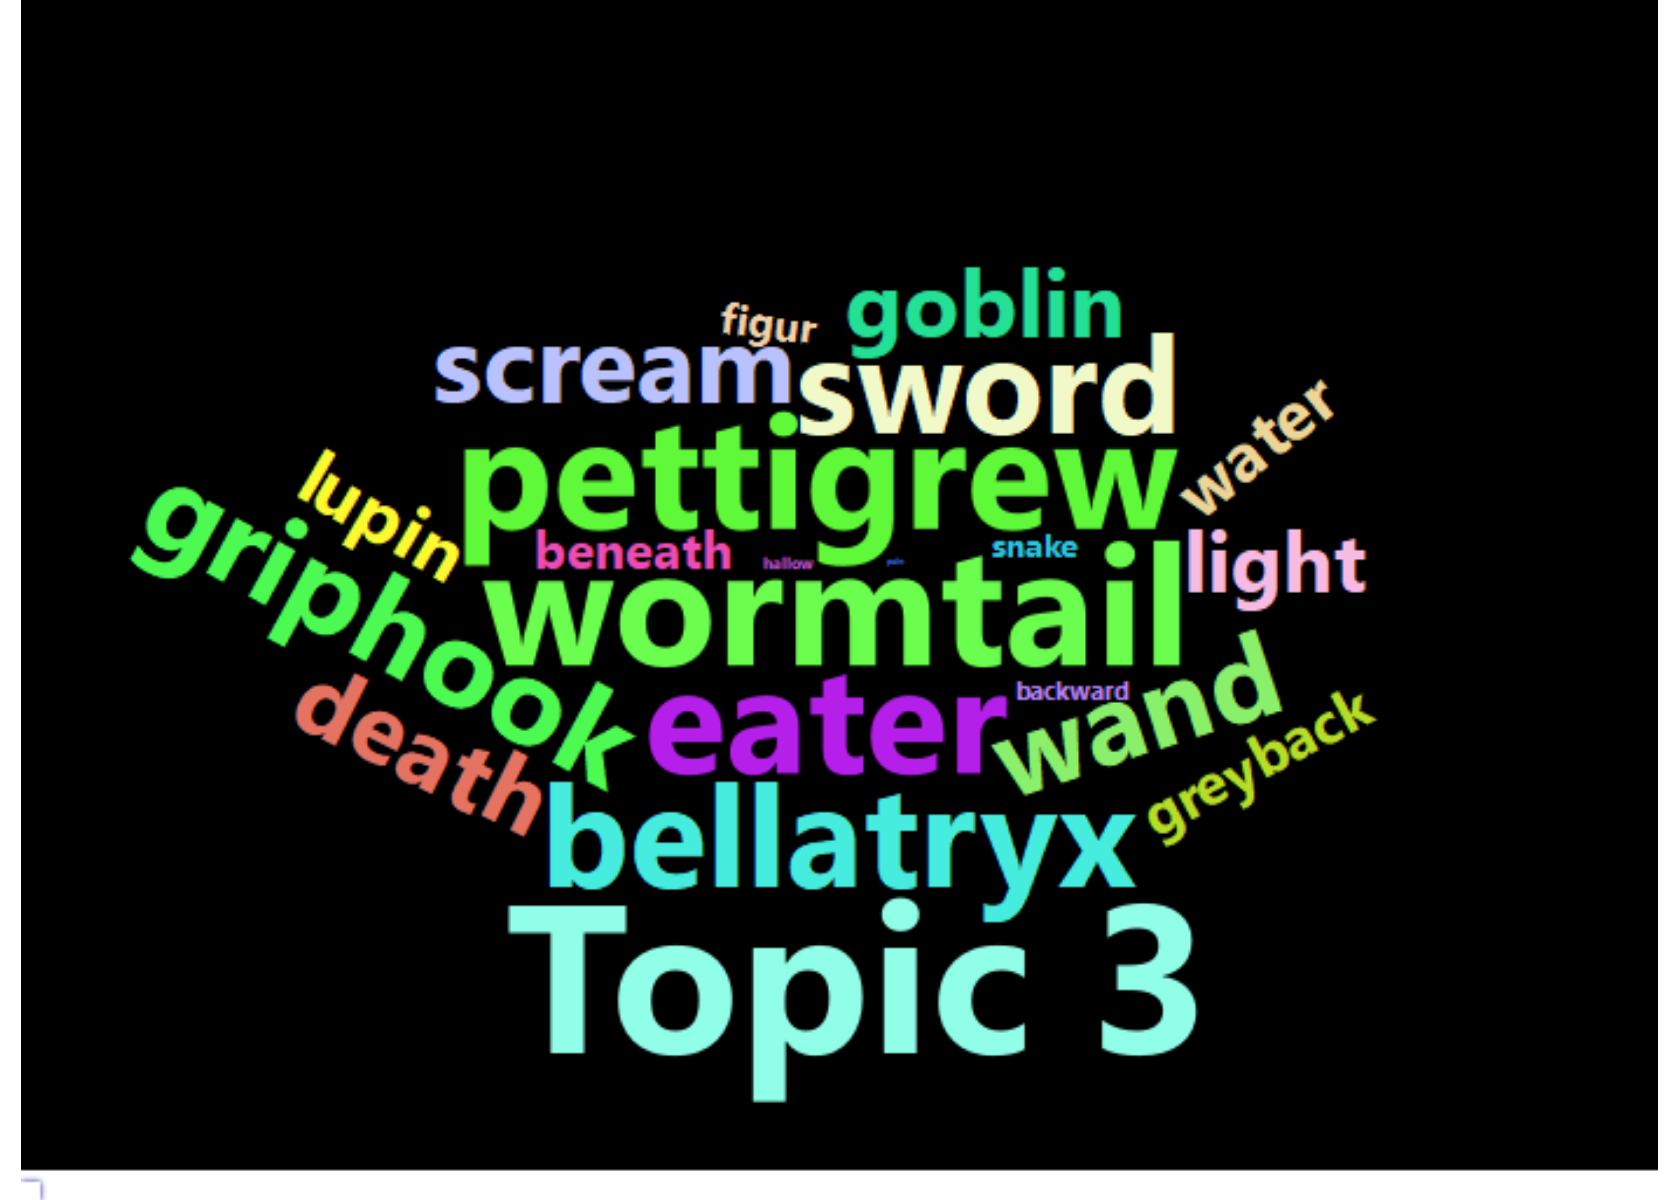 goblin
figur
scream
sword
water
pettigrew
lupin
griphook
beneath
hallow
snake
light
wormtail
wand
death
eater
backward
greyback
bellatryx
Topic 3